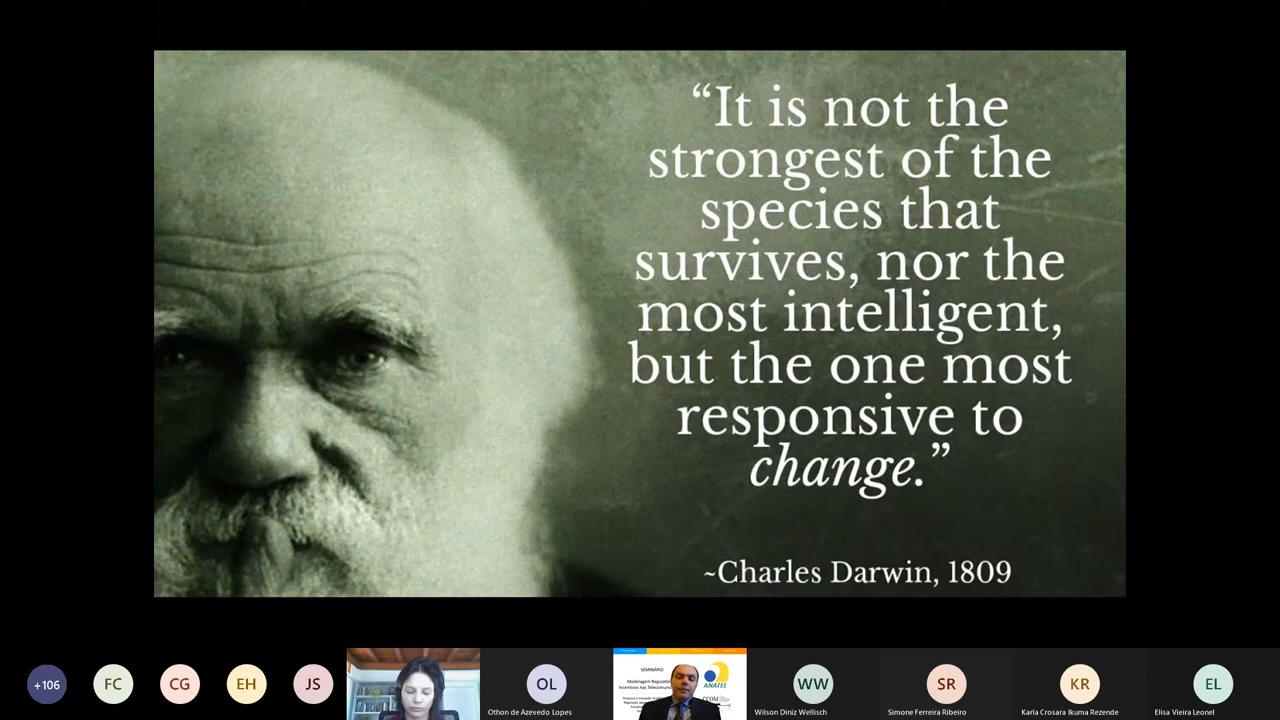 “It is not the
strongest of the
species that
survives, nor the
most intelligent,
but the one most
responsive to
change.”
~Charles Darwin, 1809
+106
FC
CG
EH
JS
OL
Othon de Azevedo Lopes
SEMINÁRIO
ANATEL
WW
Wilson Diniz Wellisch
SR
Simone Ferreira Ribeiro
KR
Karla Crosara Ikuma Rezende
EL
Elisa Vieira Leonel